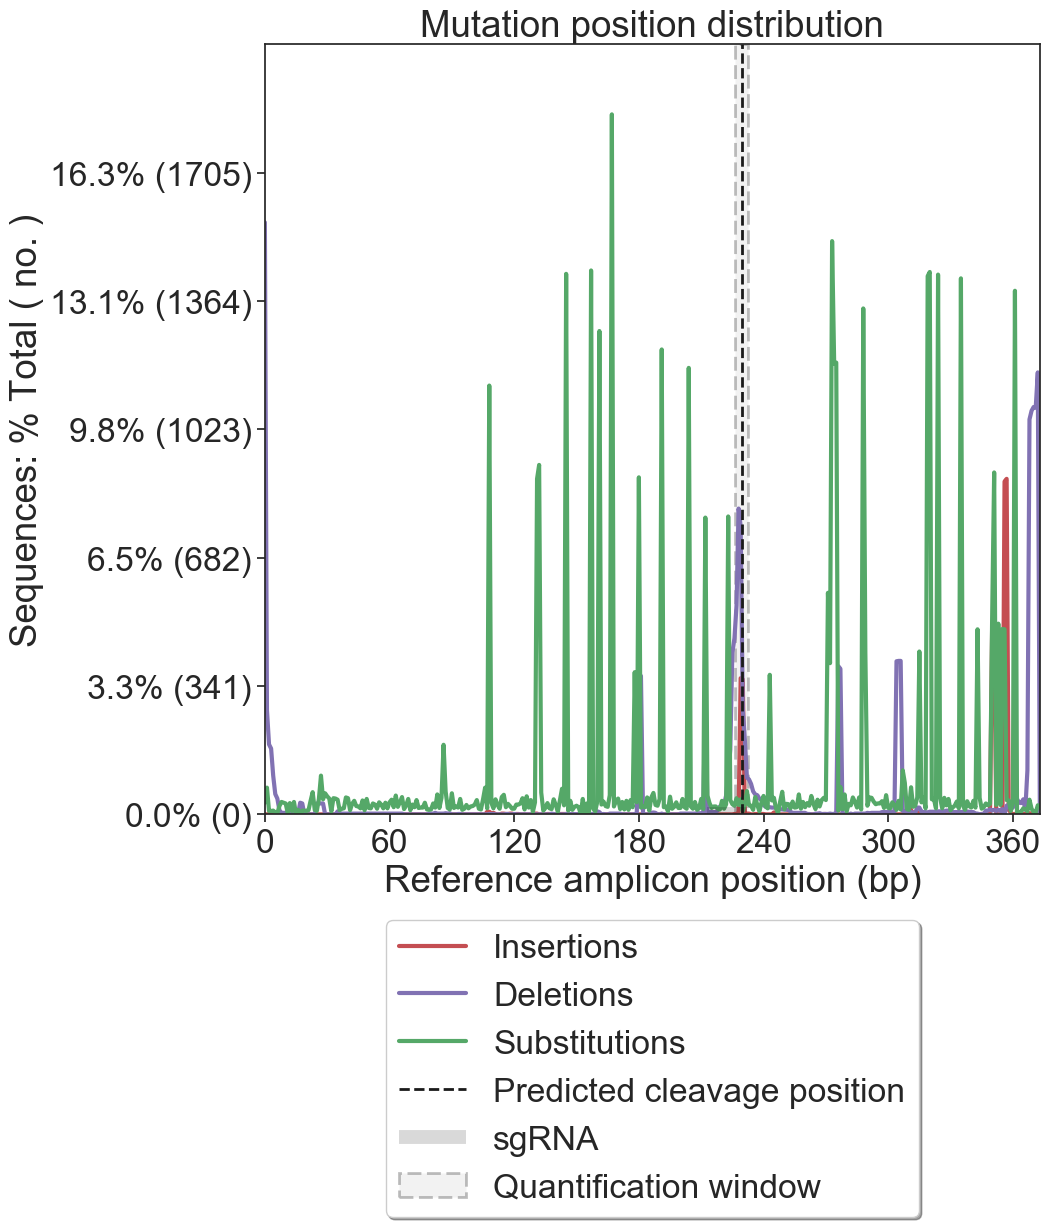 Mutation position distribution
Sequences: % Total ( no. )
16.3% (1705)
13.1% (1364)
9.8% (1023)
6.5% (682)
3.3% (341)
0.0% (0)
0 60 120 180 240 300 360
Reference amplicon position (bp)
Insertions
Deletions
Substitutions
Predicted cleavage position
sgRNA
Quantification window